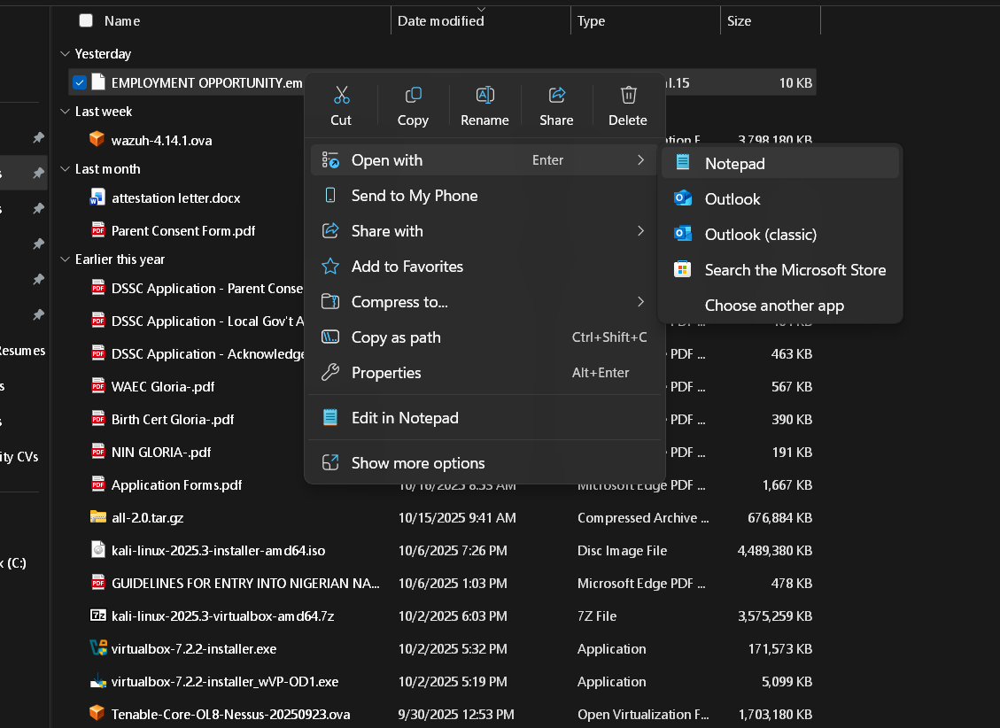 Name Date modified Type Size
Yesterday
EMPLOYMENT OPPORTUNITY.em l.15 10 KB
Cut Copy Rename Share Delete
Last week
wazuh-4.14.1.ova 3,798,180 KB
Open with Enter
Notepad
Last month
attestation letter.docx
Send to My Phone
Outlook
Parent Consent Form.pdf
Share with
Outlook (classic)
Earlier this year
Add to Favorites
Search the Microsoft Store
DSSC Application - Parent Conse
Compress to...
Choose another app
DSSC Application - Local Gov't A
Copy as path Ctrl+Shift+C
Resumes
DSSC Application - Acknowledge PDF ... 463 KB
Properties Alt+Enter
s
WAEC Gloria-.pdf PDF ... 567 KB
Birth Cert Gloria-.pdf PDF ... 390 KB
Edit in Notepad
NIN GLORIA-.pdf PDF ... 191 KB
ity CVs
Show more options
Application Forms.pdf 10/16/2025 8:53 AM Microsoft Edge PDF ... 1,667 KB
all-2.0.tar.gz 10/15/2025 9:41 AM Compressed Archive ... 676,884 KB
kali-linux-2025.3-installer-amd64.iso 10/6/2025 7:26 PM Disc Image File 4,489,380 KB
k (C:)
GUIDELINES FOR ENTRY INTO NIGERIAN NA... 10/6/2025 1:03 PM Microsoft Edge PDF ... 478 KB
kali-linux-2025.3-virtualbox-amd64.7z 10/2/2025 6:03 PM 7Z File 3,575,259 KB
virtualbox-7.2.2-installer.exe 10/2/2025 5:32 PM Application 171,573 KB
virtualbox-7.2.2-installer_wVP-OD1.exe 10/2/2025 5:19 PM Application 5,099 KB
Tenable-Core-OL8-Nessus-20250923.ova 9/30/2025 12:53 PM Open Virtualization F... 1,703,180 KB